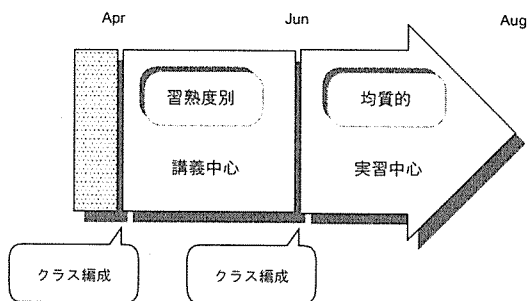 Apr
Jun
Aug
習熟度別
均質的
講義中心
実習中心
クラス編成
クラス編成